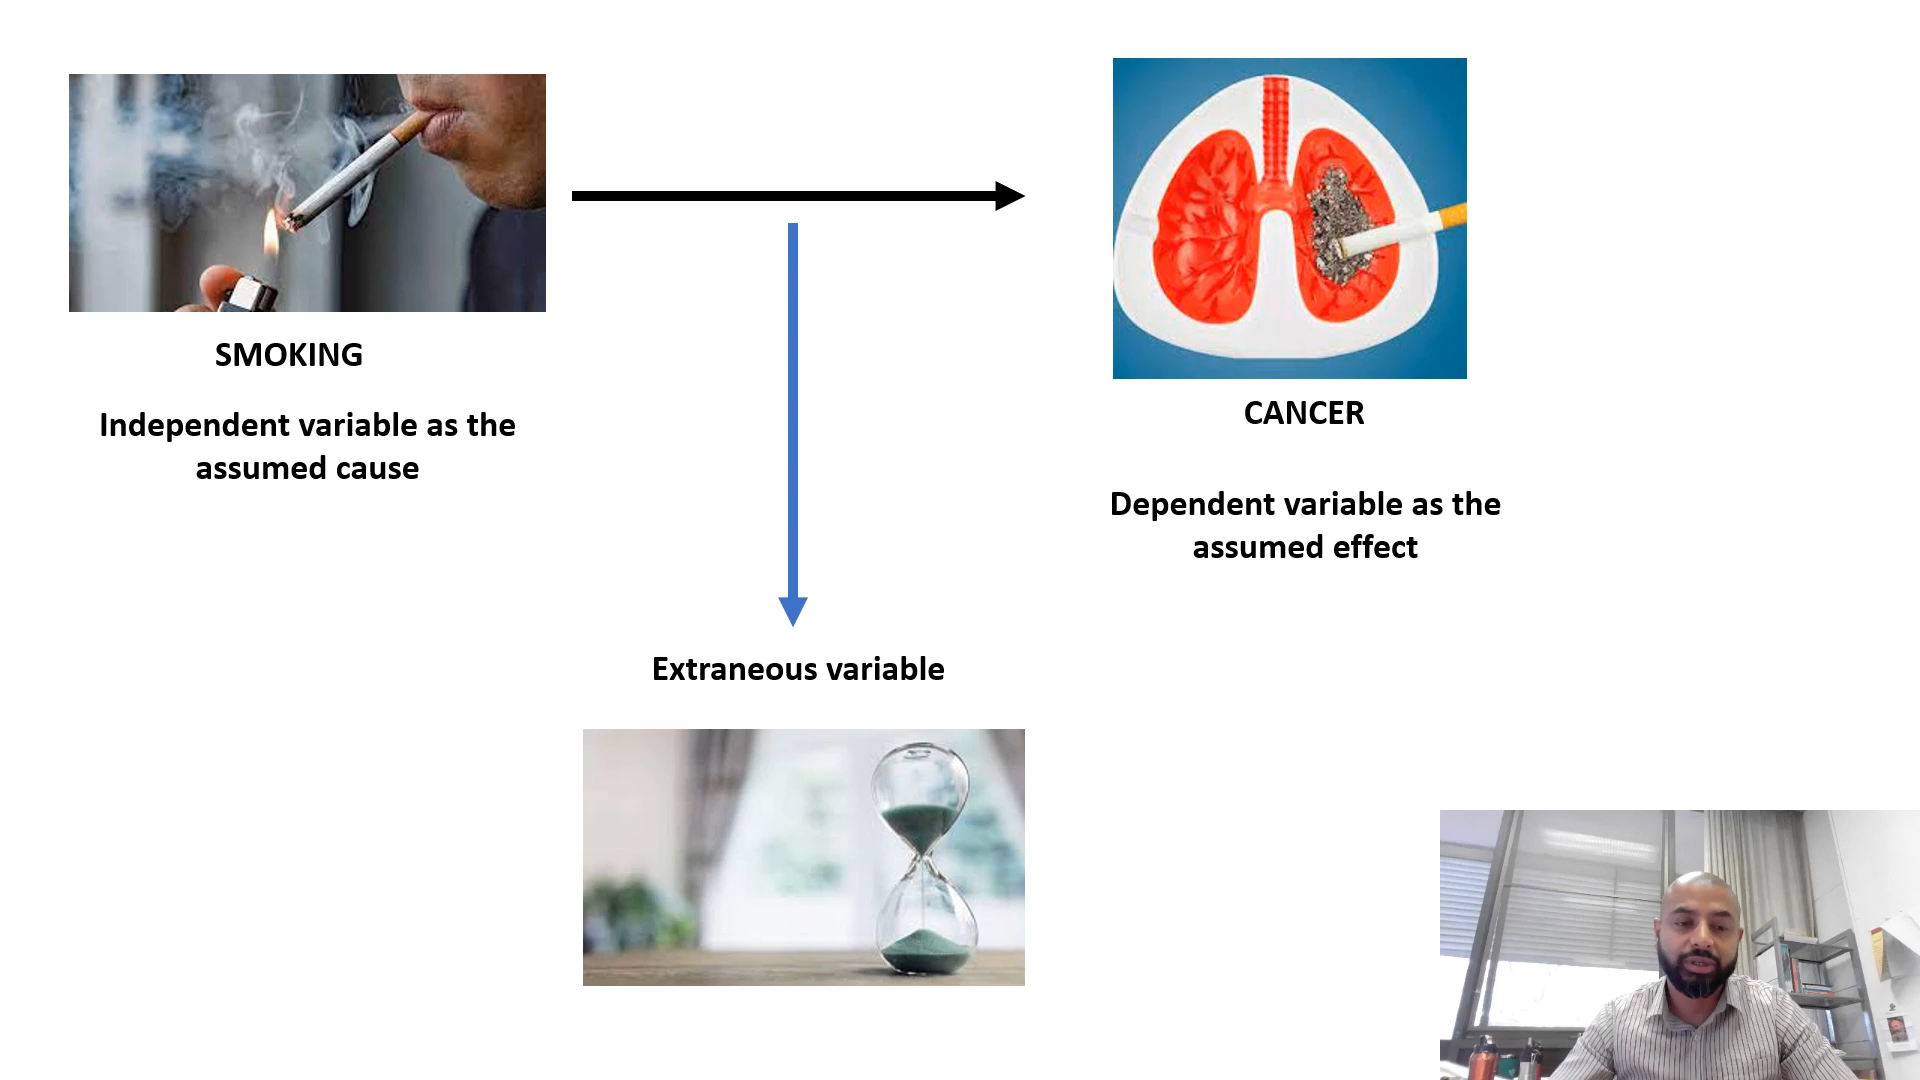 SMOKING
Independent variable as the
assumed cause
CANCER
Dependent variable as the
assumed effect
Extraneous variable